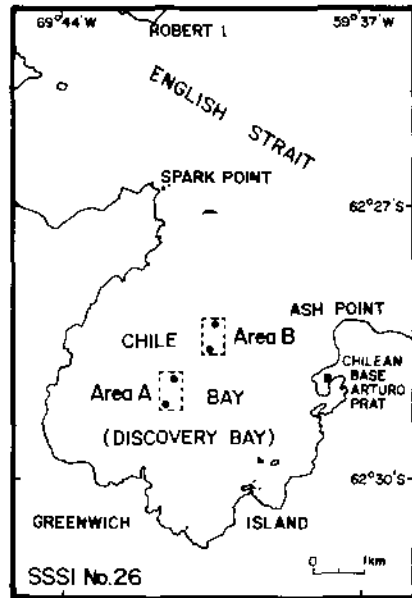 69°44'W 59°37'W
ROBERT I.
ENGLISH STRAIT
SPARK POINT
62°27'S
ASH POINT
CHILE Area B
CHILEAN
BASE
ARTURO
PRAT
Area A BAY
(DISCOVERY BAY)
62°30'S
GREENWICH ISLAND
0 1km
SSSI No.26